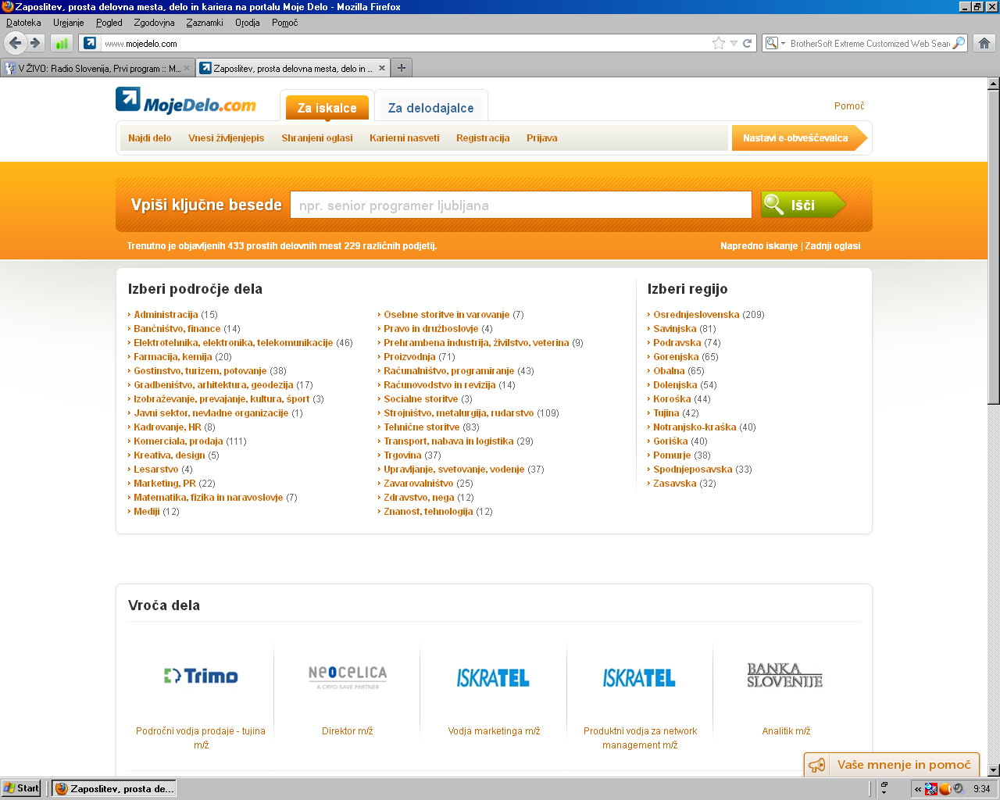 Zaposlitev, prosta delovna mesta, delo in kariera na portalu Moje Delo - Mozilla Firefox
Datoteka Urejanje Pogled Zgodovina Zaznamki Orodja Pomoč
www.mojedelo.com
BrotherSoft Extreme Customized Web Sear
V ŽIVO: Radio Slovenija, Prvi program :: M...
Zaposlitev, prosta delovna mesta, delo in ...
MojeDelo.com
Za iskalce
Za delodajalce
Pomoč
Najdi delo Vnesi življenjepis Shranjeni oglasi Karierni nasveti Registracija Prijava
Nastavi e-obveščevalca
Vpiši ključne besede
npr. senior programer ljubljana
Išči
Trenutno je objavljenih 433 prostih delovnih mest 229 različnih podjetij.
Napredno iskanje | Zadnji oglasi
Izberi področje dela
Administracija (15)
Bančništvo, finance (14)
Elektrotehnika, elektronika, telekomunikacije (46)
Farmacija, kemija (20)
Gostinstvo, turizem, potovanje (38)
Gradbeništvo, arhitektura, geodezija (17)
Izobraževanje, prevajanje, kultura, šport (3)
Javni sektor, nevladne organizacije (1)
Kadrovanje, HR (8)
Komerciala, prodaja (111)
Kreativa, design (5)
Lesarstvo (4)
Marketing, PR (22)
Matematika, fizika in naravoslovje (7)
Mediji (12)
Osebne storitve in varovanje (7)
Pravo in družboslovje (4)
Prehrambena industrija, živilstvo, veterina (9)
Proizvodnja (71)
Računalništvo, programiranje (43)
Računovodstvo in revizija (14)
Socialne storitve (3)
Strojništvo, metalurgija, rudarstvo (109)
Tehnične storitve (83)
Transport, nabava in logistika (29)
Trgovina (37)
Upravljanje, svetovanje, vodenje (37)
Zavarovalništvo (25)
Zdravstvo, nega (12)
Znanost, tehnologija (12)
Izberi regijo
Osrednjeslovenska (209)
Savinjska (81)
Podravska (74)
Gorenjska (65)
Obalna (65)
Dolenjska (54)
Koroška (44)
Tujina (42)
Notranjsko-kraška (40)
Goriška (40)
Pomurje (38)
Spodnjeposavska (33)
Zasavska (32)
Vroča dela
Trimo
NEOCELICA
A CRYO-SAVE PARTNER
ISKRATEL
ISKRATEL
BANKA
SLOVENIJE
Področni vodja prodaje - tujina
m/ž
Direktor m/ž
Vodja marketinga m/ž
Produktni vodja za network
management m/ž
Analitik m/ž
Vaše mnenje in pomoč
Start
Zaposlitev, prosta de...
9:34